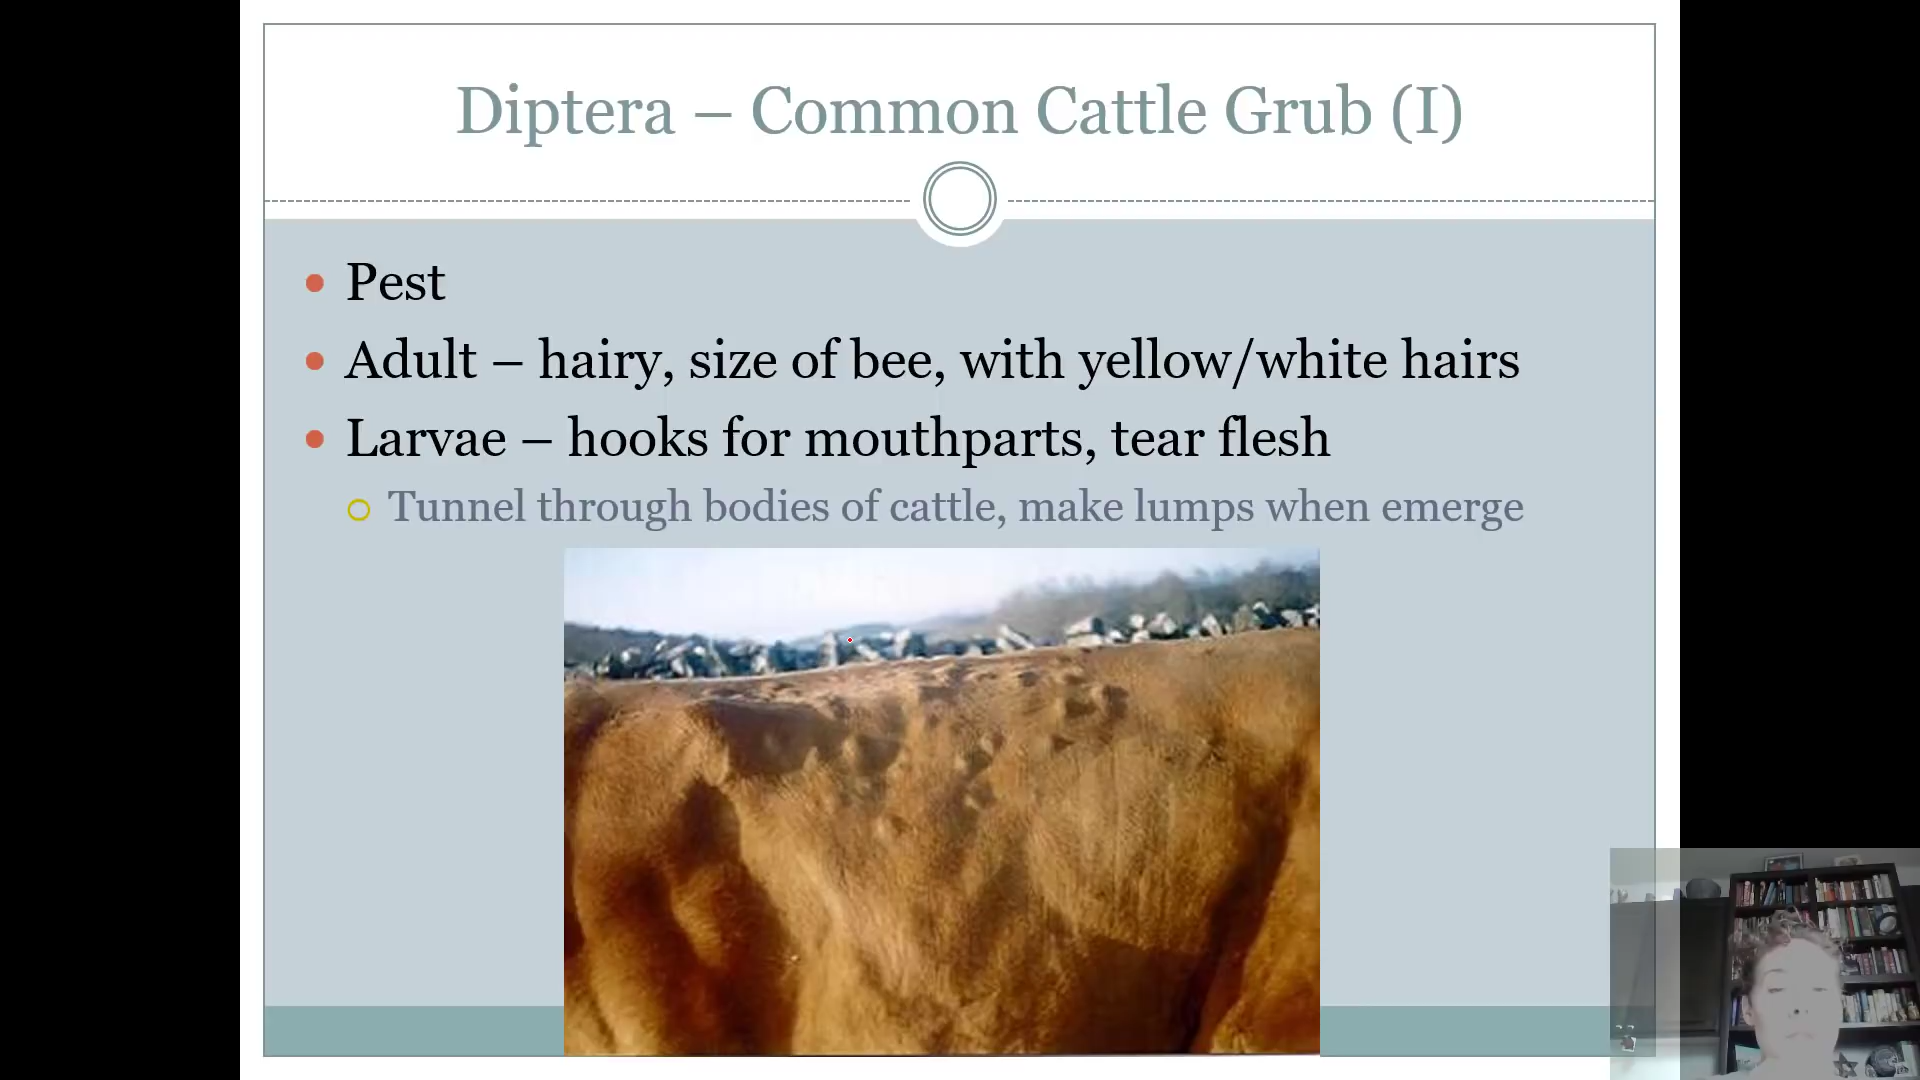 Diptera – Common Cattle Grub (I)
Pest
Adult – hairy, size of bee, with yellow/white hairs
Larvae – hooks for mouthparts, tear flesh
Tunnel through bodies of cattle, make lumps when emerge